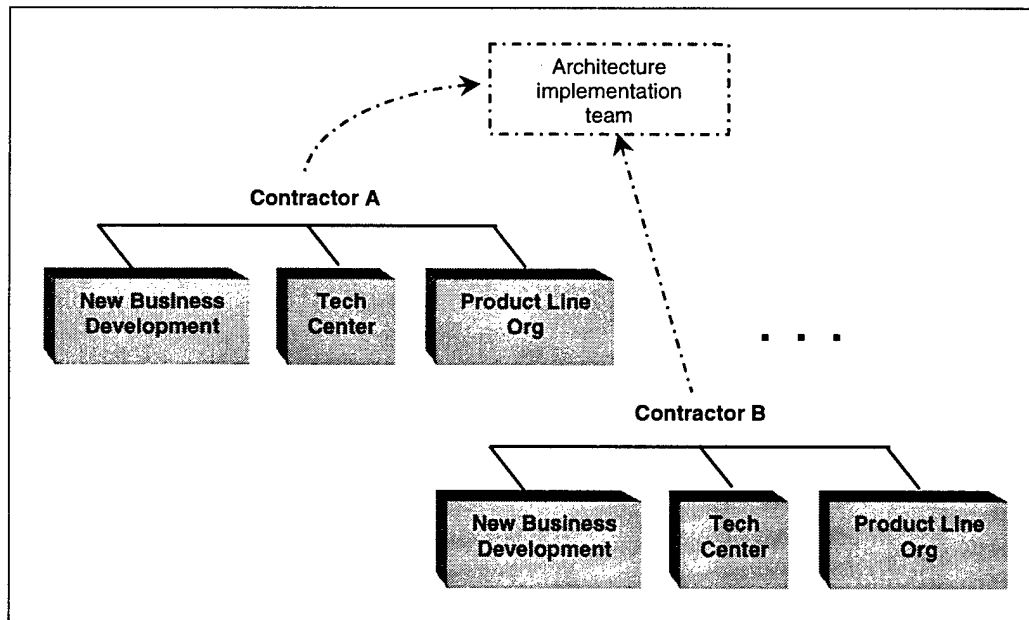 Architecture
implementation
team
Contractor A
New Business
Development
Tech
Center
Product Line
Org
. . .
Contractor B
New Business
Development
Tech
Center
Product Line
Org